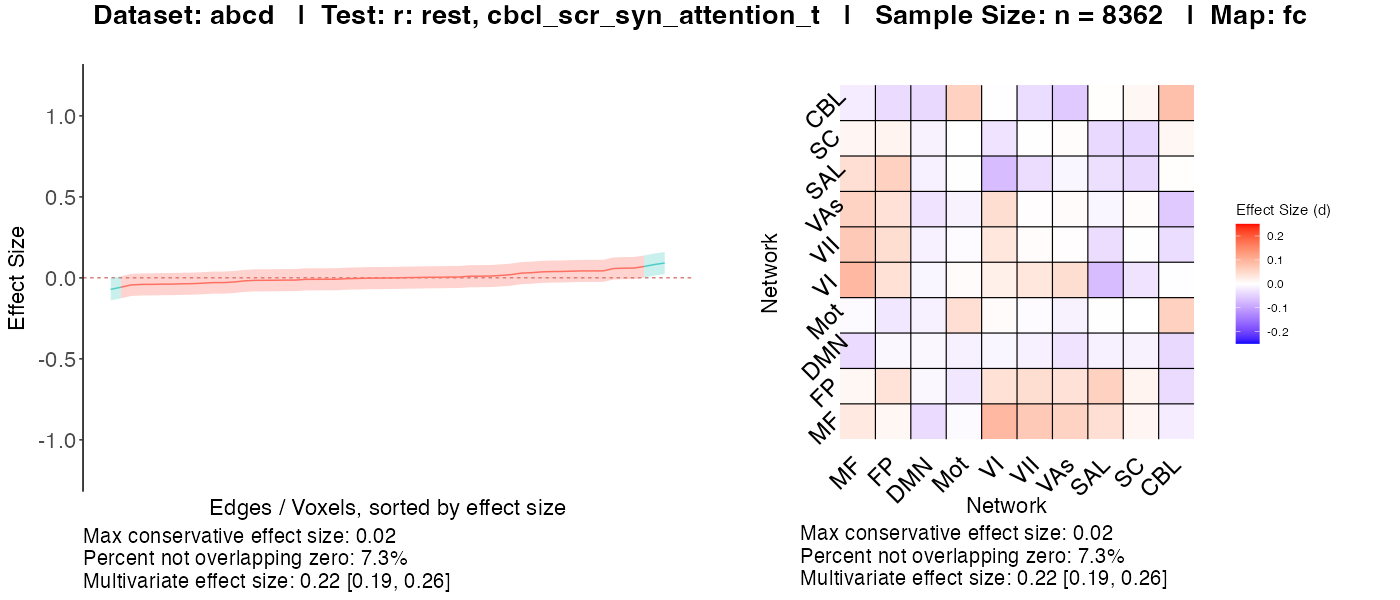 Dataset: abcd | Test: r: rest, cbcl_scr_syn_attention_t | Sample Size: n = 8362 | Map: fc
Effect Size
1.0
0.5
0.0
-0.5
-1.0
Edges / Voxels, sorted by effect size
Max conservative effect size: 0.02
Percent not overlapping zero: 7.3%
Multivariate effect size: 0.22 [0.19, 0.26]
Network
CBL
SC
SAL
VAs
VII
VI
Mot
DMN
FP
MF
MF FP DMN Mot VI VII VAs SAL SC CBL
Network
Max conservative effect size: 0.02
Percent not overlapping zero: 7.3%
Multivariate effect size: 0.22 [0.19, 0.26]
Effect Size (d)
0.2
0.1
0.0
-0.1
-0.2